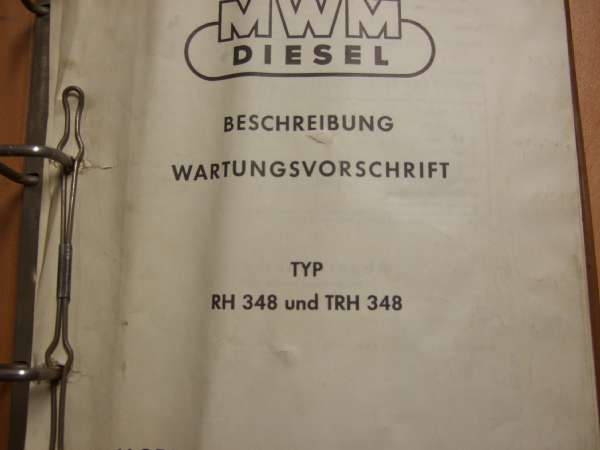 MWM
DIESEL
BESCHREIBUNG
WARTUNGSVORSCHRIFT
TYP
RH 348 und TRH 348